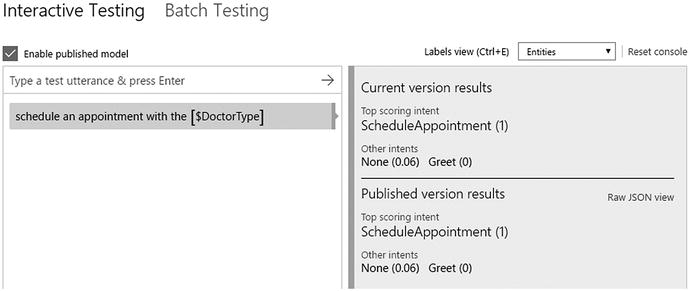 Interactive Testing Batch Testing
Enable published model
Labels view (Ctrl+E) Entities Reset console
Type a test utterance & press Enter
schedule an appointment with the [$DoctorType]
Current version results
Top scoring intent
ScheduleAppointment (1)
Other intents
None (0.06) Greet (0)
Published version results
Raw JSON view
Top scoring intent
ScheduleAppointment (1)
Other intents
None (0.06) Greet (0)